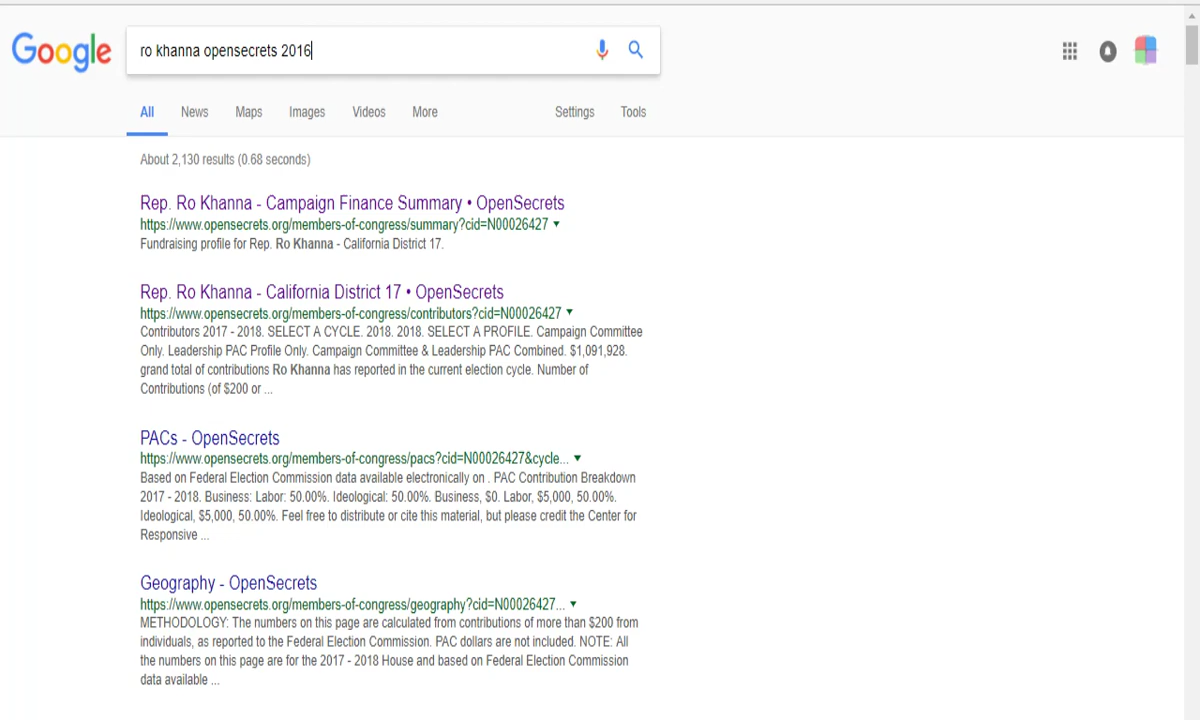 Google
ro khanna opensecrets 2016
All News Maps Images Videos More Settings Tools
About 2,130 results (0.68 seconds)
Rep. Ro Khanna - Campaign Finance Summary • OpenSecrets
https://www.opensecrets.org/members-of-congress/summary?cid=N00026427
Fundraising profile for Rep. Ro Khanna - California District 17.
Rep. Ro Khanna - California District 17 • OpenSecrets
https://www.opensecrets.org/members-of-congress/contributors?cid=N00026427
Contributors 2017 - 2018. SELECT A CYCLE. 2018. 2018. SELECT A PROFILE. Campaign Committee
Only. Leadership PAC Profile Only. Campaign Committee & Leadership PAC Combined. $1,091,928.
grand total of contributions Ro Khanna has reported in the current election cycle. Number of
Contributions (of $200 or ...
PACs - OpenSecrets
https://www.opensecrets.org/members-of-congress/pacs?cid=N00026427&cycle...
Based on Federal Election Commission data available electronically on . PAC Contribution Breakdown
2017 - 2018. Business: Labor: 50.00%. Ideological: 50.00%. Business, $0. Labor, $5,000, 50.00%.
Ideological, $5,000, 50.00%. Feel free to distribute or cite this material, but please credit the Center for
Responsive ...
Geography - OpenSecrets
https://www.opensecrets.org/members-of-congress/geography?cid=N00026427...
METHODOLOGY: The numbers on this page are calculated from contributions of more than $200 from
individuals, as reported to the Federal Election Commission. PAC dollars are not included. NOTE: All
the numbers on this page are for the 2017 - 2018 House and based on Federal Election Commission
data available ...